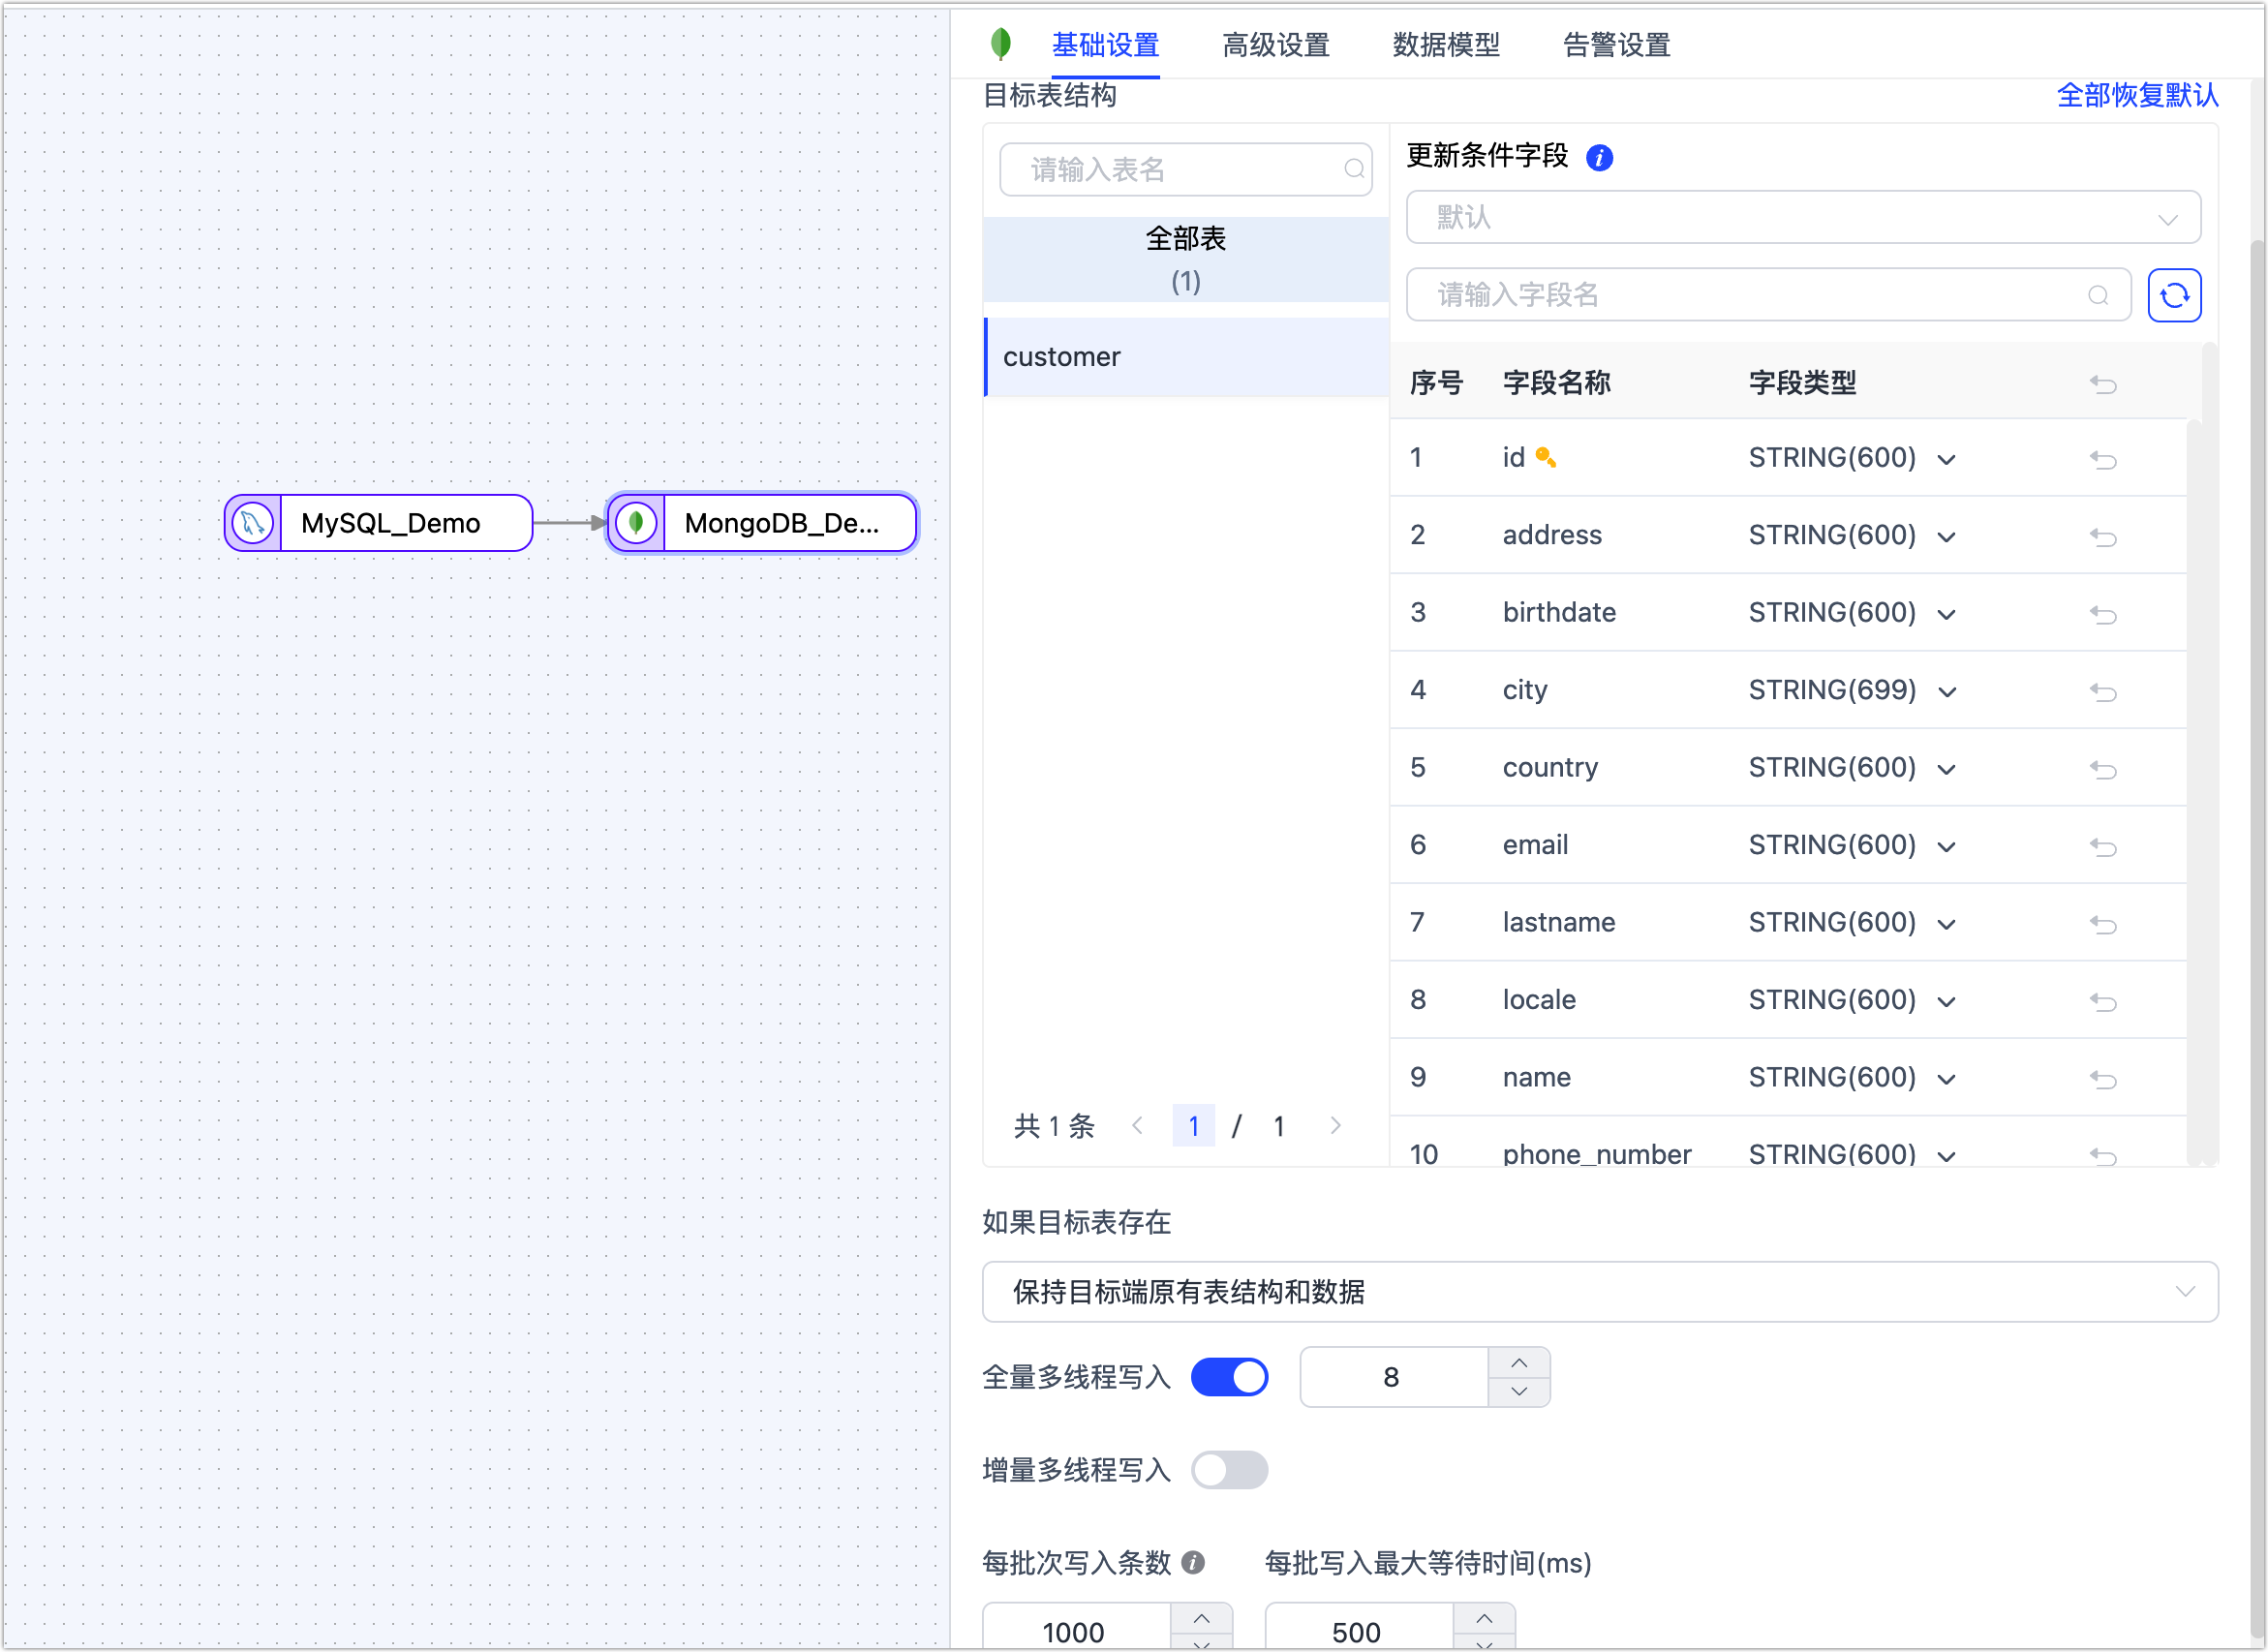 基础设置 高级设置 数据模型 告警设置
目标表结构 全部恢复默认
请输入表名
全部表
(1)
customer
共 1 条 1 / 1
更新条件字段
默认
请输入字段名
序号 字段名称 字段类型
1 id STRING(600)
2 address STRING(600)
3 birthdate STRING(600)
4 city STRING(699)
5 country STRING(600)
6 email STRING(600)
7 lastname STRING(600)
8 locale STRING(600)
9 name STRING(600)
10 phone_number STRING(600)
MySQL_Demo
MongoDB_De...
如果目标表存在
保持目标端原有表结构和数据
全量多线程写入 8
增量多线程写入
每批次写入条数 每批写入最大等待时间(ms)
1000 500